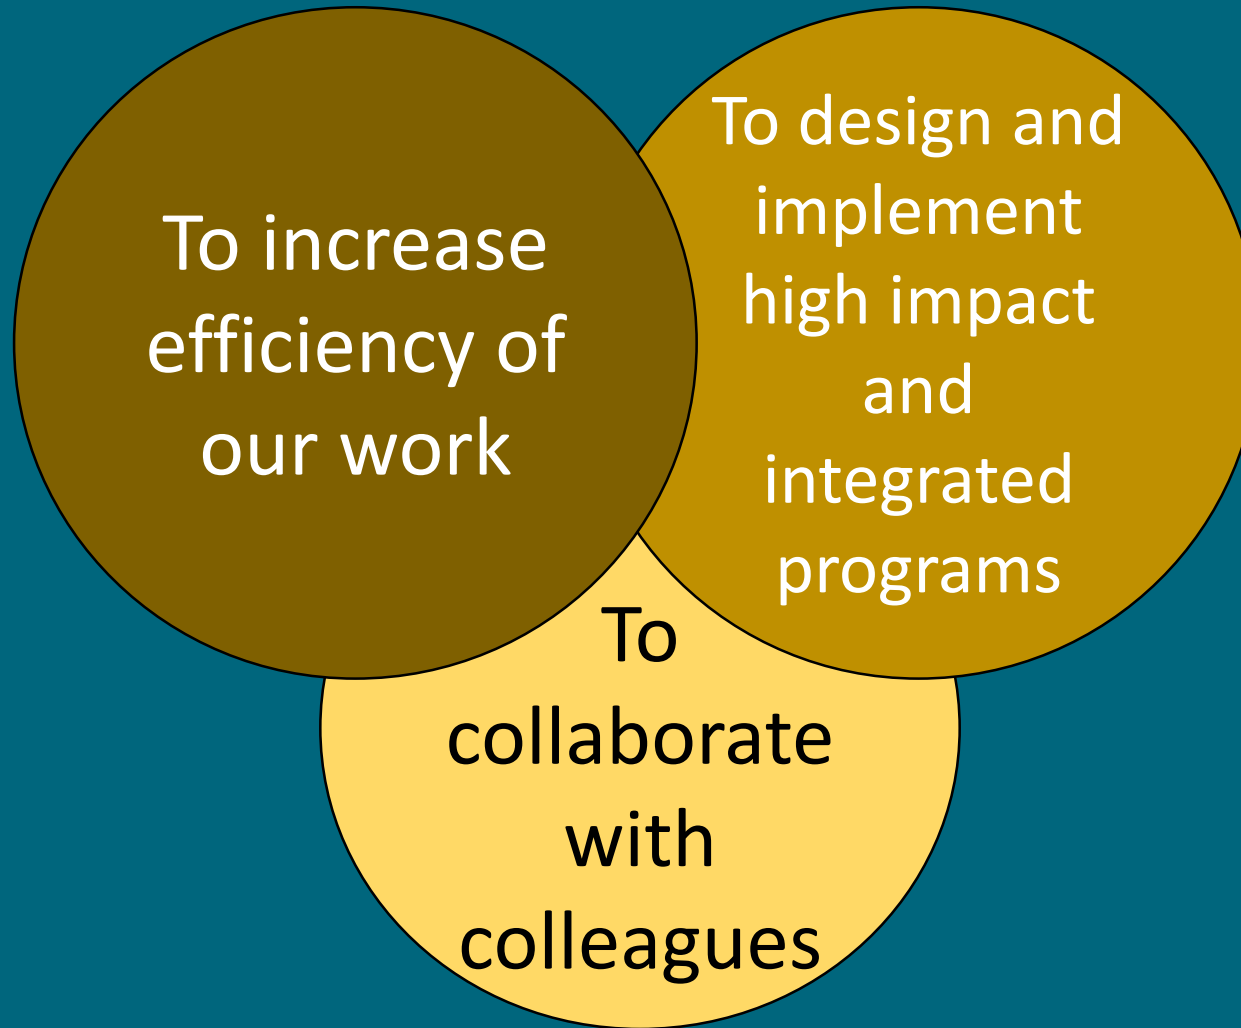 To increase
efficiency of
our work
To design and
implement
high impact
and
integrated
programs
To
collaborate
with
colleagues